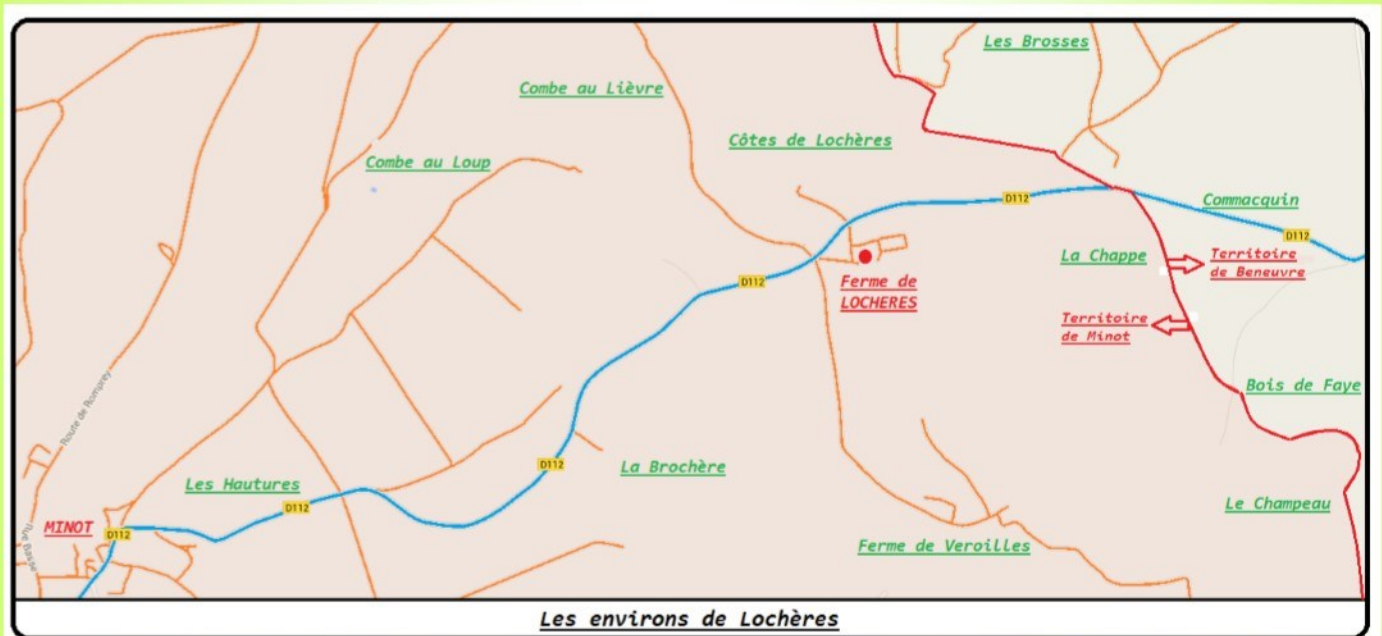 Les Brosses
Combe au Lièvre
Côtes de Lochères
Combe au Loup
D112
Commacquin
D112
La Chappe
Territoire
de Beneuvre
D112
Ferme de
LOCHERES
Territoire
de Minot
Route de Romprey
Bois de Faye
D112
La Brochère
Les Hautures
D112
Le Champeau
MINOT
D112
Rue Basse
Ferme de Veroilles
Les environs de Lochères